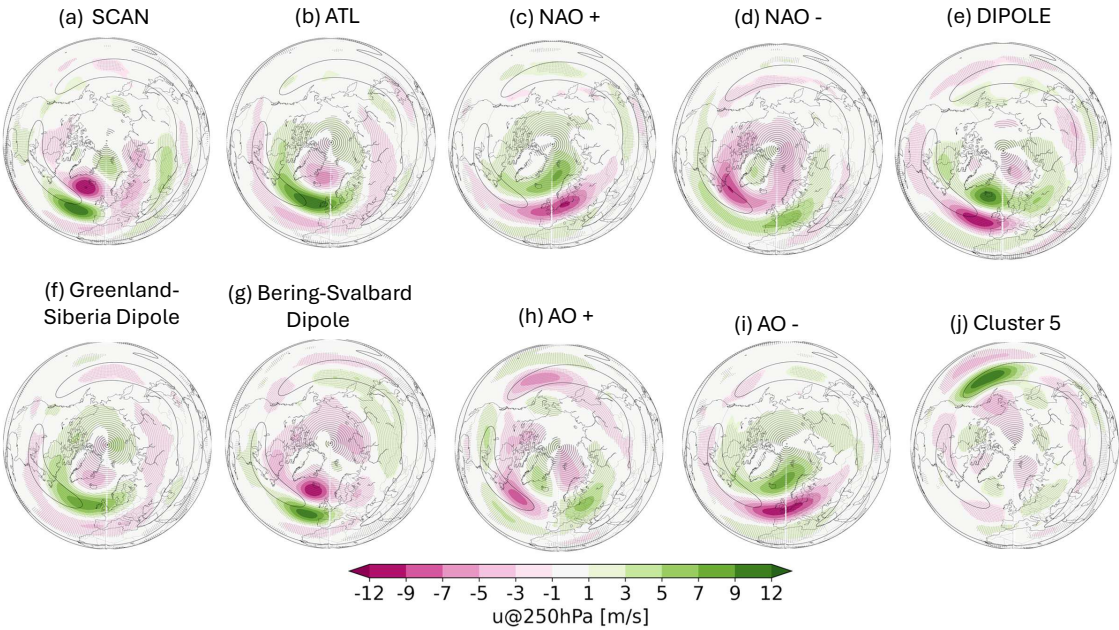 (a) SCAN
(b) ATL
(c) NAO +
(d) NAO -
(e) DIPOLE
(f) Greenland-
Siberia Dipole
(g) Bering-Svalbard
Dipole
(h) AO +
(i) AO -
(j) Cluster 5
-12 -9 -7 -5 -3 -1 1 3 5 7 9 12
u@250hPa [m/s]